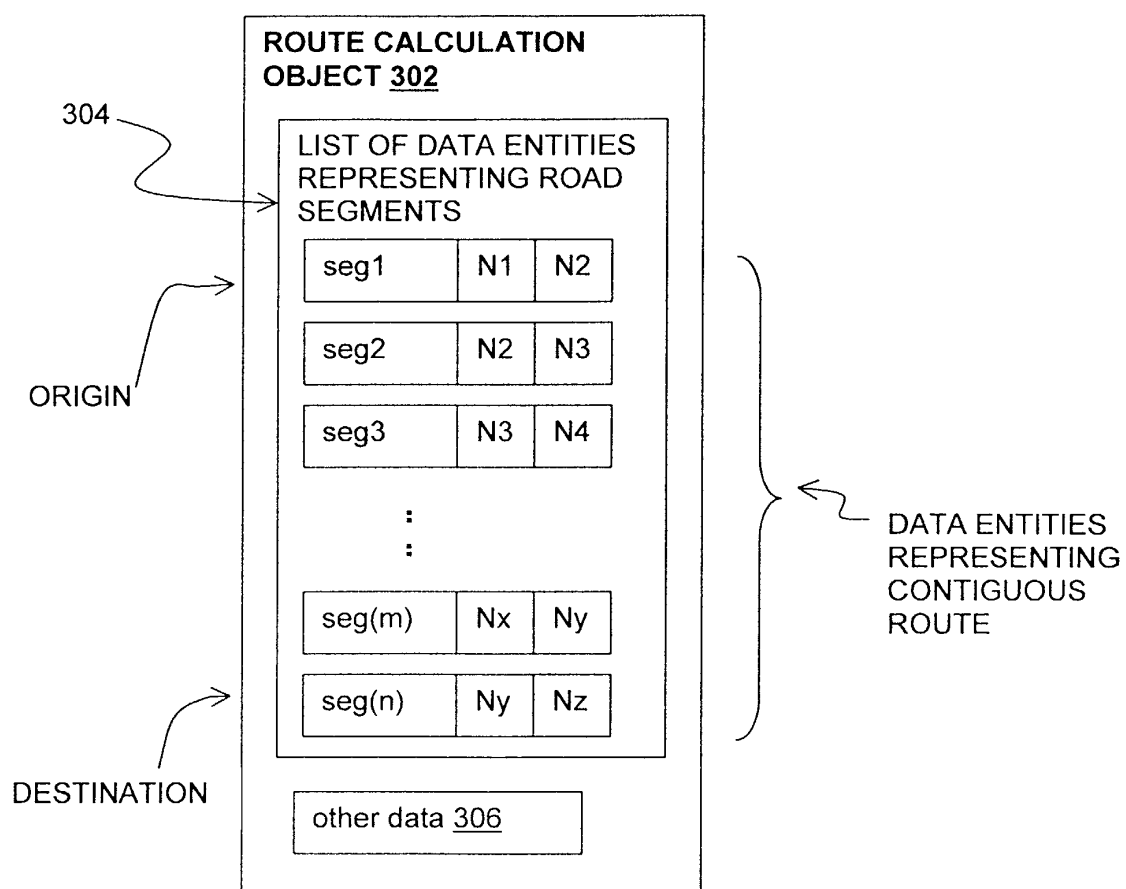 ROUTE CALCULATION
OBJECT 302
304
LIST OF DATA ENTITIES
REPRESENTING ROAD
SEGMENTS
seg1 N1 N2
seg2 N2 N3
ORIGIN
seg3 N3 N4
:
:
DATA ENTITIES
REPRESENTING
CONTIGUOUS
ROUTE
seg(m) Nx Ny
seg(n) Ny Nz
DESTINATION
other data 306